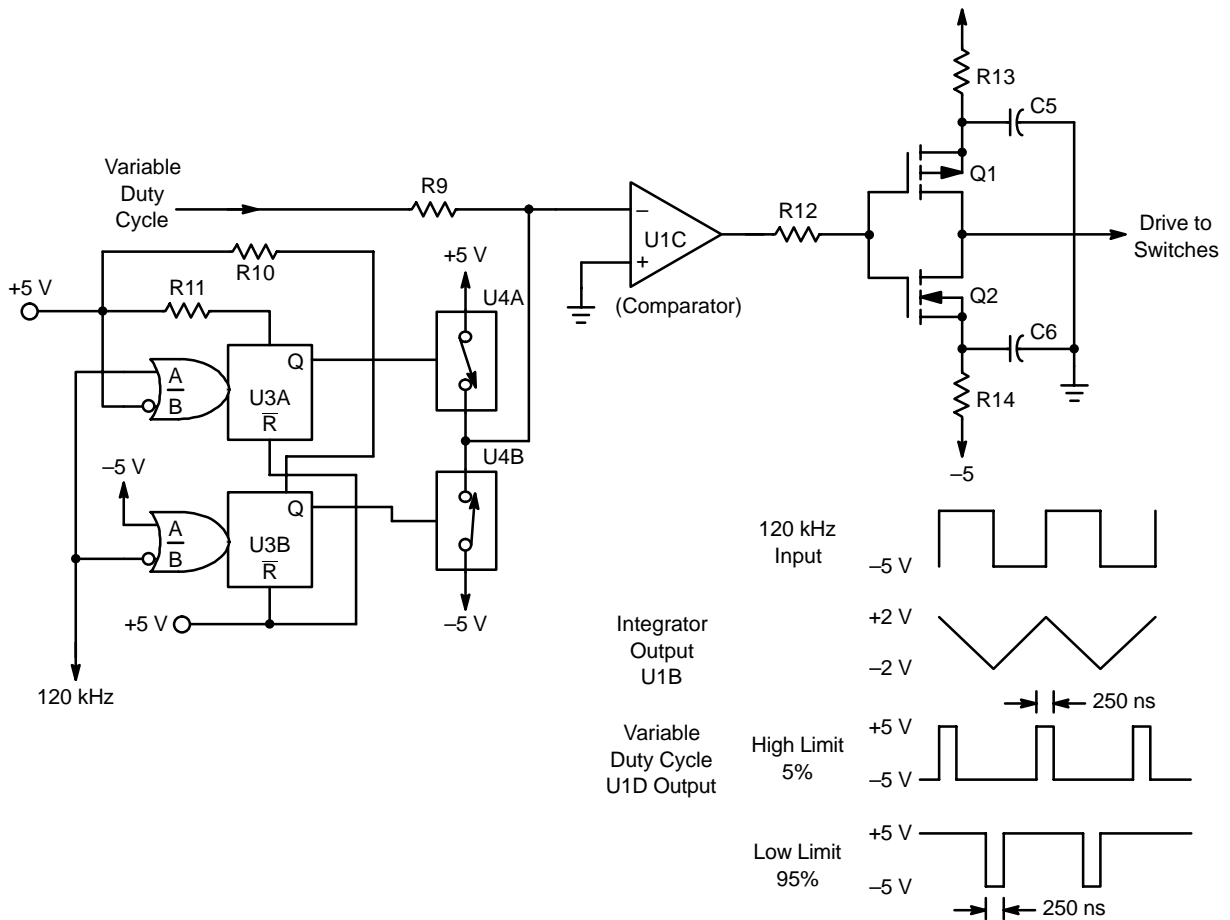 R13
C5
Variable
Duty
Cycle
R9
Q1
–
U1C
+
(Comparator)
R12
Drive to
Switches
R10
+5 V
U4A
+5 V
R11
Q2
C6
A
B
Q
U3A
R
R14
–5 V
U4B
–5
A
B
Q
U3B
R
+5 V
–5 V
120 kHz
120 kHz
Input
–5 V
Integrator
Output
U1B
+2 V
–2 V
250 ns
Variable
Duty Cycle
U1D Output
High Limit
5%
+5 V
–5 V
Low Limit
95%
+5 V
–5 V
250 ns